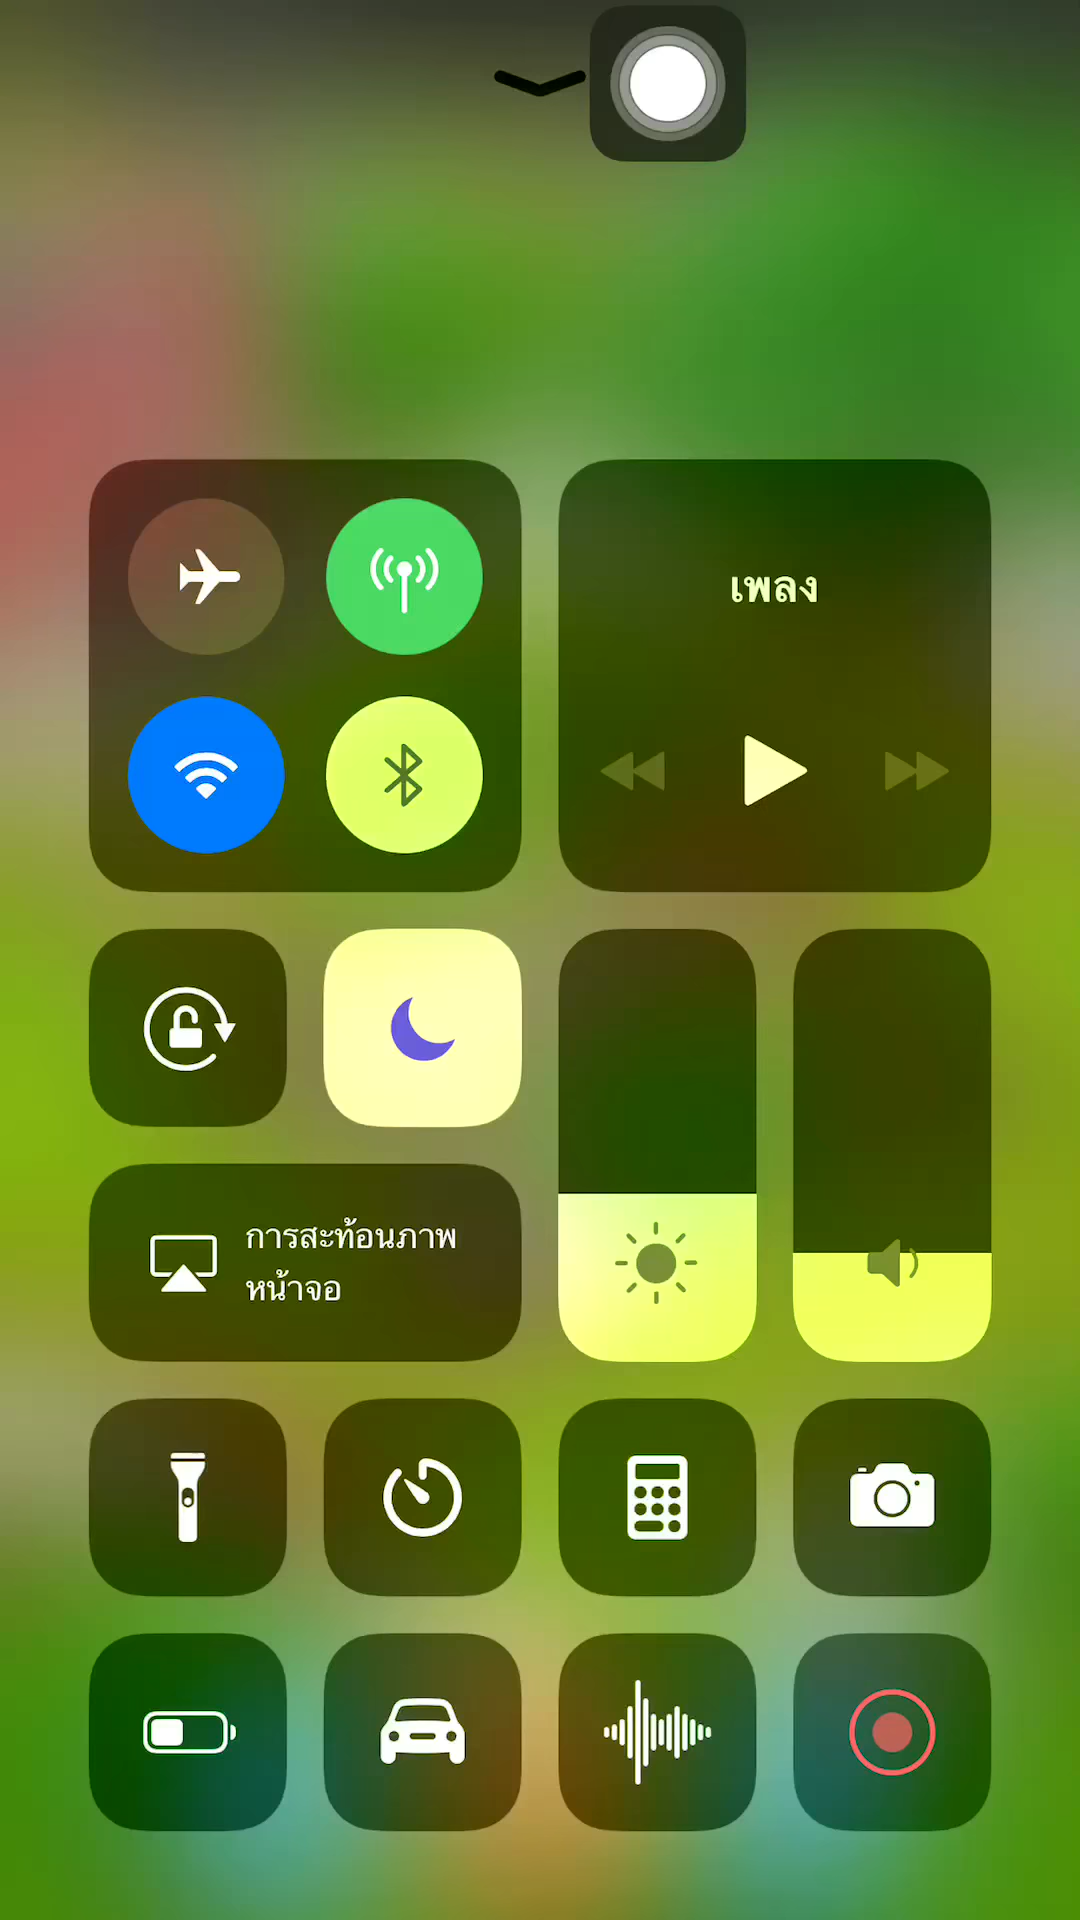 เพลง
การสะท้อนภาพ
หน้าจอ